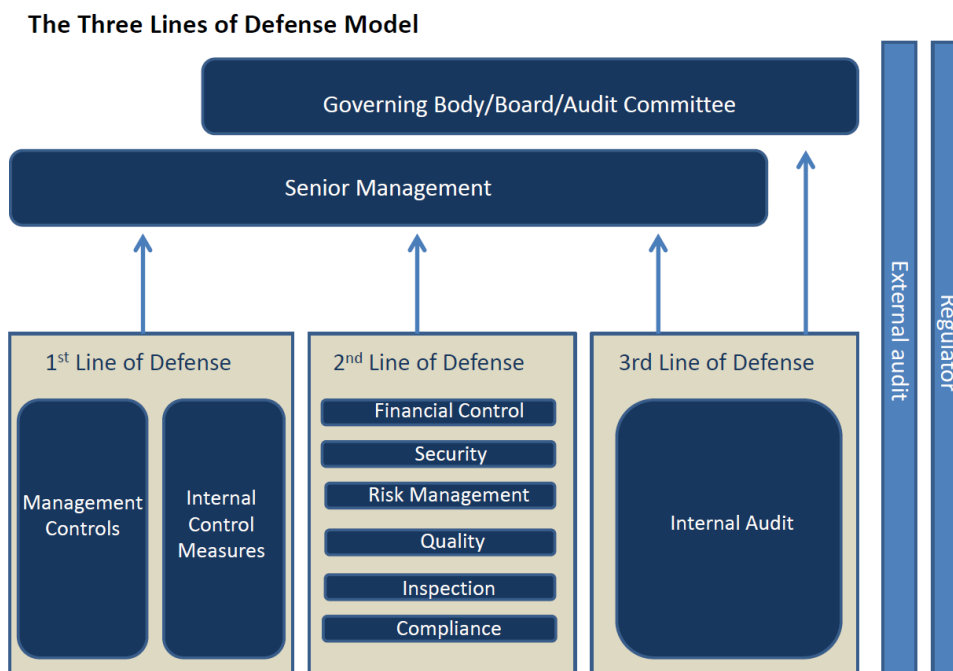 The Three Lines of Defense Model
Governing Body/Board/Audit Committee
Senior Management
1st Line of Defense
Management
Controls
Internal
Control
Measures
2nd Line of Defense
Financial Control
Security
Risk Management
Quality
Inspection
Compliance
3rd Line of Defense
Internal Audit
External audit
Regulator